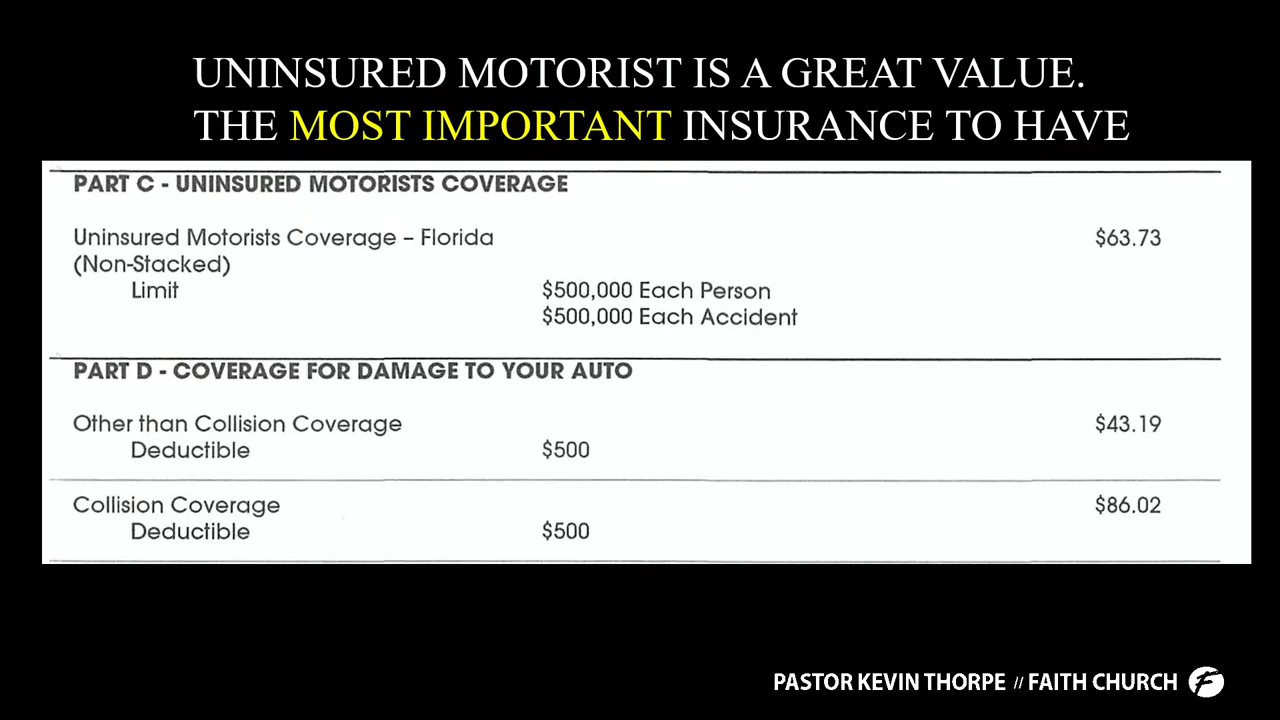 UNINSURED MOTORIST IS A GREAT VALUE.
THE MOST IMPORTANT INSURANCE TO HAVE
PART C - UNINSURED MOTORISTS COVERAGE
Uninsured Motorists Coverage – Florida $63.73
(Non-Stacked)
Limit $500,000 Each Person
$500,000 Each Accident
PART D - COVERAGE FOR DAMAGE TO YOUR AUTO
Other than Collision Coverage $43.19
Deductible $500
Collision Coverage $86.02
Deductible $500
PASTOR KEVIN THORPE // FAITH CHURCH F